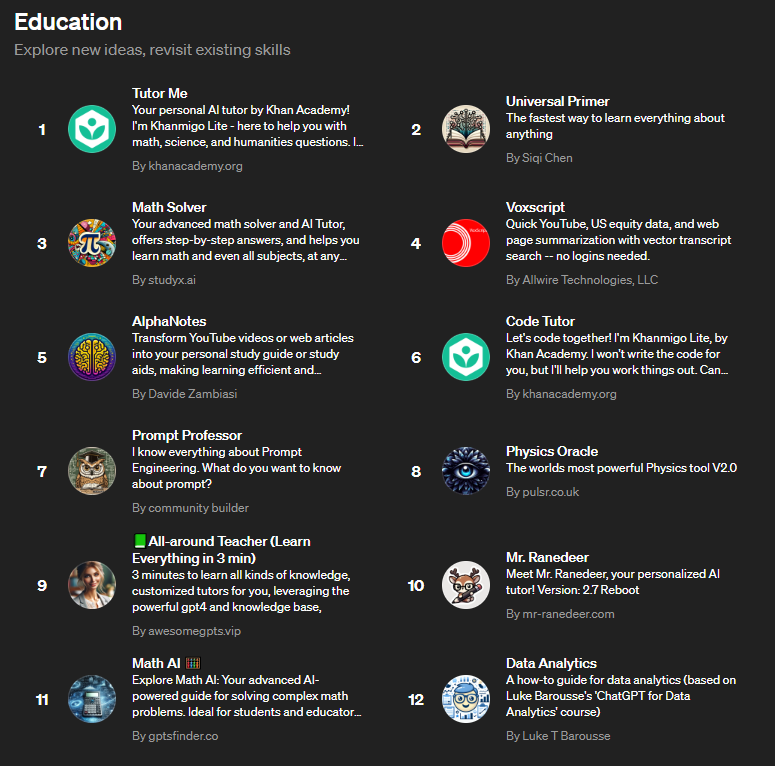 Education
Explore new ideas, revisit existing skills
1
Tutor Me
Your personal AI tutor by Khan Academy!
I'm Khanmigo Lite - here to help you with
math, science, and humanities questions. I...
By khanacademy.org
2
Universal Primer
The fastest way to learn everything about
anything
By Siqi Chen
3
Math Solver
Your advanced math solver and AI Tutor,
offers step-by-step answers, and helps you
learn math and even all subjects, at any...
By studyx.ai
4
Voxscript
Quick YouTube, US equity data, and web
page summarization with vector transcript
search -- no logins needed.
By Allwire Technologies, LLC
5
AlphaNotes
Transform YouTube videos or web articles
into your personal study guide or study
aids, making learning efficient and...
By Davide Zambiasi
6
Code Tutor
Let's code together! I'm Khanmigo Lite, by
Khan Academy. I won't write the code for
you, but I'll help you work things out. Can...
By khanacademy.org
7
Prompt Professor
I know everything about Prompt
Engineering. What do you want to know
about prompt?
By community builder
8
Physics Oracle
The worlds most powerful Physics tool V2.0
By pulsr.co.uk
9
📗All-around Teacher (Learn
Everything in 3 min)
3 minutes to learn all kinds of knowledge,
customized tutors for you, leveraging the
powerful gpt4 and knowledge base,
By awesomegpts.vip
10
Mr. Ranedeer
Meet Mr. Ranedeer, your personalized AI
tutor! Version: 2.7 Reboot
By mr-ranedeer.com
11
Math AI 🧮
Explore Math AI: Your advanced AI-
powered guide for solving complex math
problems. Ideal for students and educator...
By gptsfinder.co
12
Data Analytics
A how-to guide for data analytics (based on
Luke Barousse's 'ChatGPT for Data
Analytics' course)
By Luke T Barousse